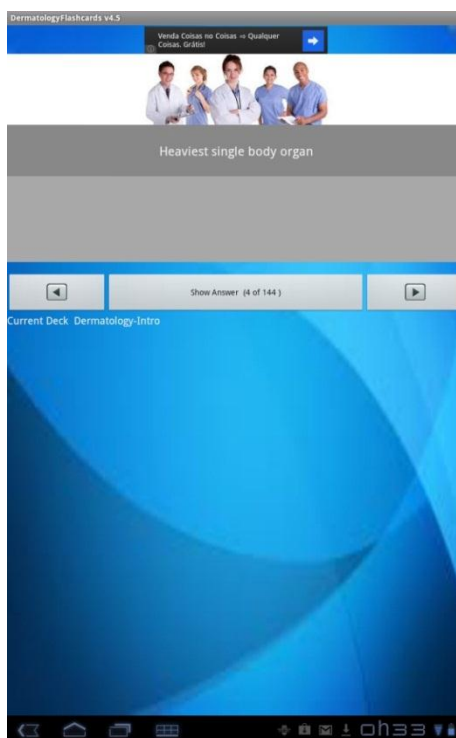 DermatologyFlashcards v4.5
Venda Coisas no Coisas → Qualquer
Coisas. Grátis!
Heaviest single body organ
Show Answer (4 of 144 )
Current Deck Dermatology-Intro